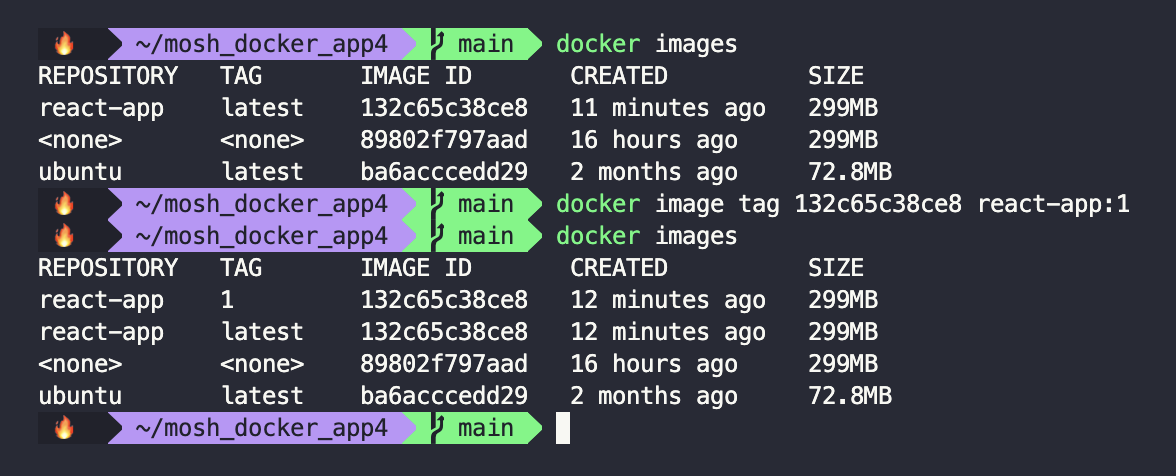 🔥 ~/mosh_docker_app4 main docker images
REPOSITORY TAG IMAGE ID CREATED SIZE
react-app latest 132c65c38ce8 11 minutes ago 299MB
<none> <none> 89802f797aad 16 hours ago 299MB
ubuntu latest ba6acccedd29 2 months ago 72.8MB
🔥 ~/mosh_docker_app4 main docker image tag 132c65c38ce8 react-app:1
🔥 ~/mosh_docker_app4 main docker images
REPOSITORY TAG IMAGE ID CREATED SIZE
react-app 1 132c65c38ce8 12 minutes ago 299MB
react-app latest 132c65c38ce8 12 minutes ago 299MB
<none> <none> 89802f797aad 16 hours ago 299MB
ubuntu latest ba6acccedd29 2 months ago 72.8MB
🔥 ~/mosh_docker_app4 main